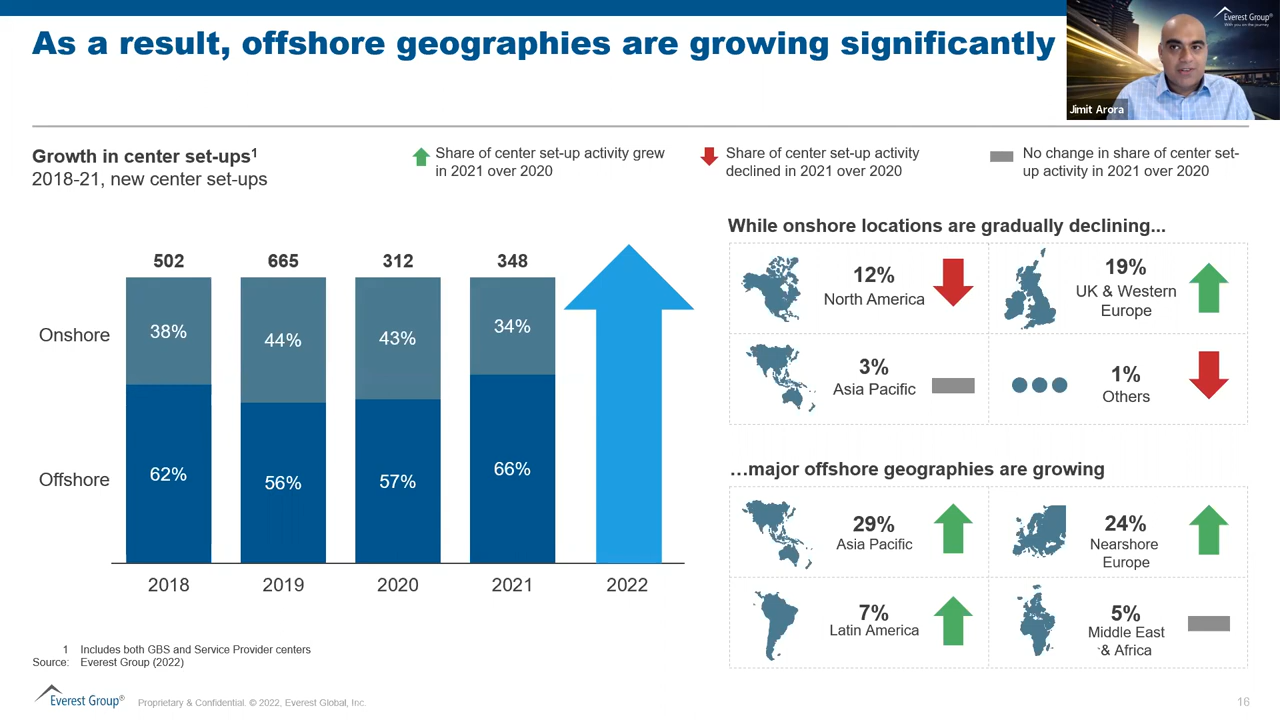 As a result, offshore geographies are growing significantly
Everest Group®
With you on the journey
Jimit Arora
Growth in center set-ups1
2018-21, new center set-ups
Share of center set-up activity grew
in 2021 over 2020
Share of center set-up activity
declined in 2021 over 2020
No change in share of center set-
up activity in 2021 over 2020
502
665
312
348
Onshore
38%
44%
43%
34%
Offshore
62%
56%
57%
66%
2018
2019
2020
2021
2022
While onshore locations are gradually declining...
12%
North America
19%
UK & Western
Europe
3%
Asia Pacific
1%
Others
…major offshore geographies are growing
29%
Asia Pacific
24%
Nearshore
Europe
7%
Latin America
5%
Middle East
& Africa
1 Includes both GBS and Service Provider centers
Source: Everest Group (2022)
Everest Group®
Proprietary & Confidential. © 2022, Everest Global, Inc.
16